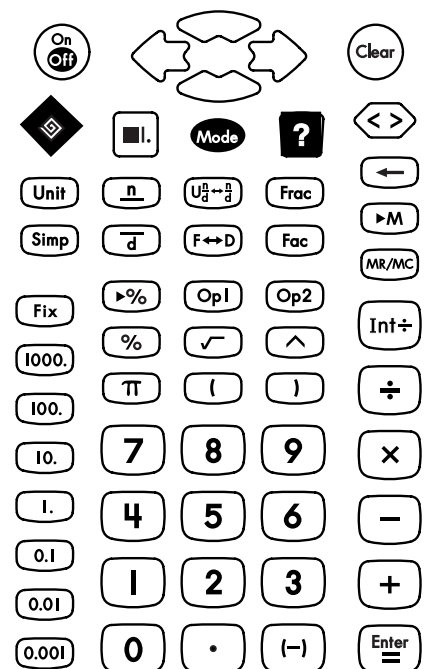 On
Off Clear
■I. Mode ? < >
←
Unit n U n/d ↔ n/d Frac
▶M
Simp d F↔D Fac
MR/MC
▶% Op1 Op2
Fix Int÷
% √ ^
1000.
π ( ) ÷
100.
7 8 9 ×
10.
1. 4 5 6 −
0.1
1 2 3 +
0.01
0.001 0 . (−) Enter
=